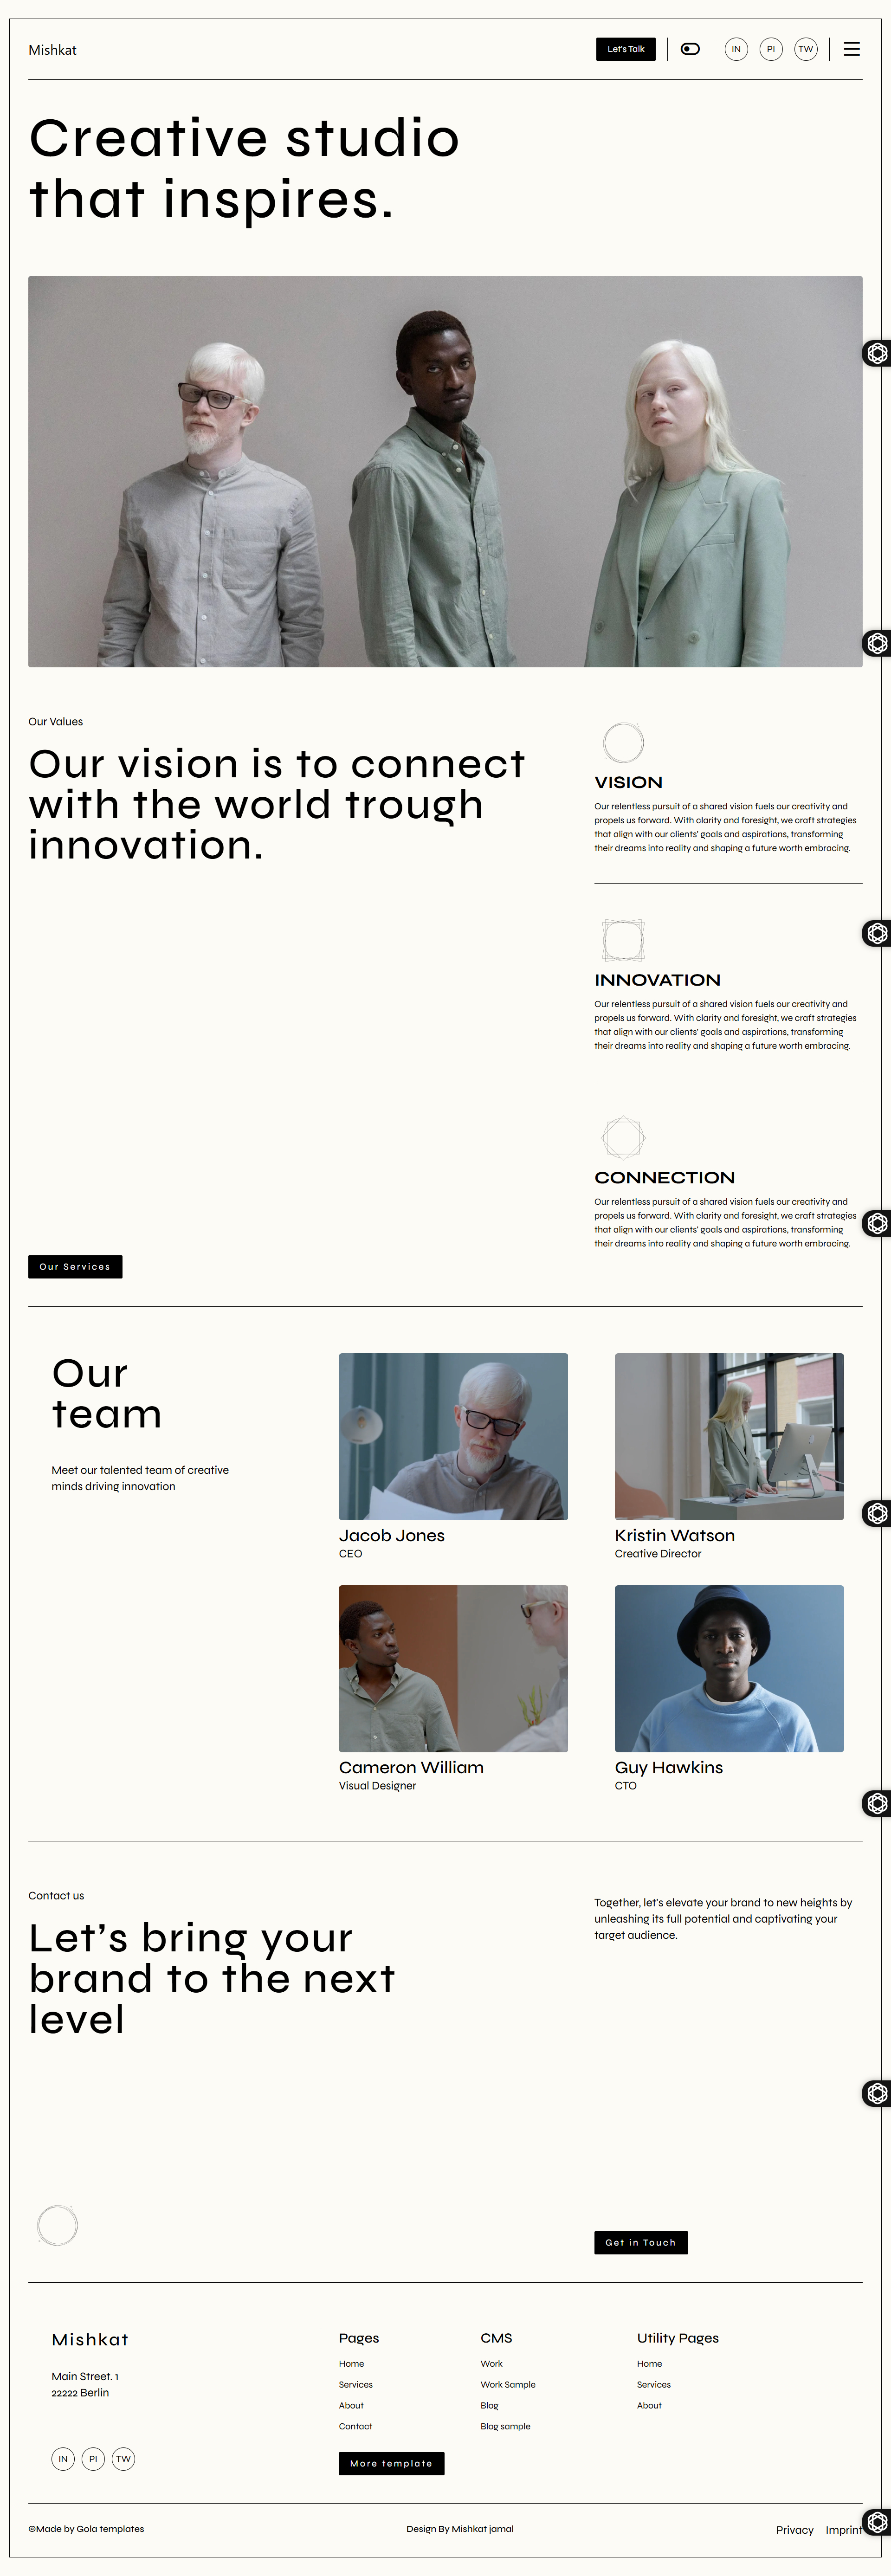 Mishkat
Let's Talk
IN
PI
TW
Creative studio
that inspires.
Our Values
Our vision is to connect
with the world trough
innovation.
Our Services
VISION
Our relentless pursuit of a shared vision fuels our creativity and
propels us forward. With clarity and foresight, we craft strategies
that align with our clients' goals and aspirations, transforming
their dreams into reality and shaping a future worth embracing.
INNOVATION
Our relentless pursuit of a shared vision fuels our creativity and
propels us forward. With clarity and foresight, we craft strategies
that align with our clients' goals and aspirations, transforming
their dreams into reality and shaping a future worth embracing.
CONNECTION
Our relentless pursuit of a shared vision fuels our creativity and
propels us forward. With clarity and foresight, we craft strategies
that align with our clients' goals and aspirations, transforming
their dreams into reality and shaping a future worth embracing.
Our
team
Meet our talented team of creative
minds driving innovation
Jacob Jones
CEO
Kristin Watson
Creative Director
Cameron William
Visual Designer
Guy Hawkins
CTO
Contact us
Let's bring your
brand to the next
level
Together, let's elevate your brand to new heights by
unleashing its full potential and captivating your
target audience.
Get in Touch
Mishkat
Main Street. 1
22222 Berlin
IN
PI
TW
Pages
Home
Services
About
Contact
More template
CMS
Work
Work Sample
Blog
Blog sample
Utility Pages
Home
Services
About
©Made by Gola templates
Design By Mishkat jamal
Privacy
Imprint